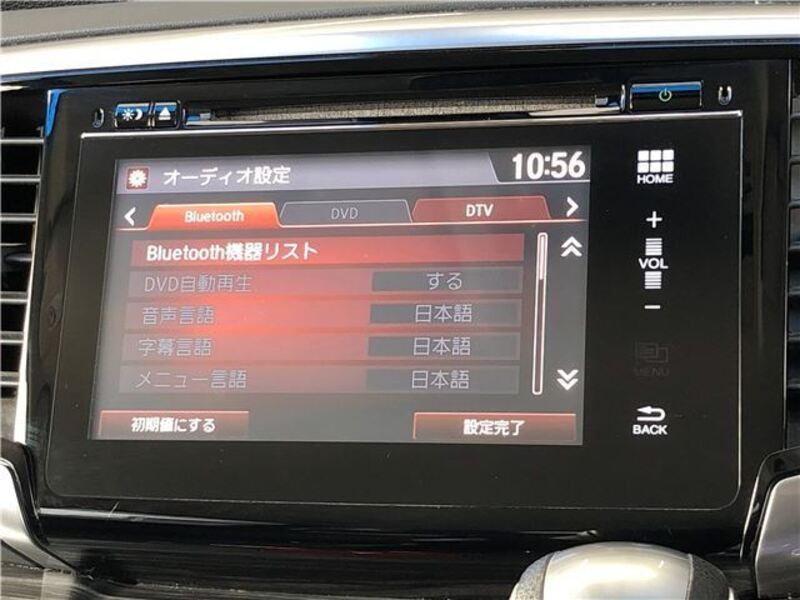 オーディオ設定 10:56
Bluetooth DVD DTV
Bluetooth機器リスト
DVD自動再生 する
音声言語 日本語
字幕言語 日本語
メニュー言語 日本語
初期値にする 設定完了
HOME
+
VOL
−
MENU
BACK